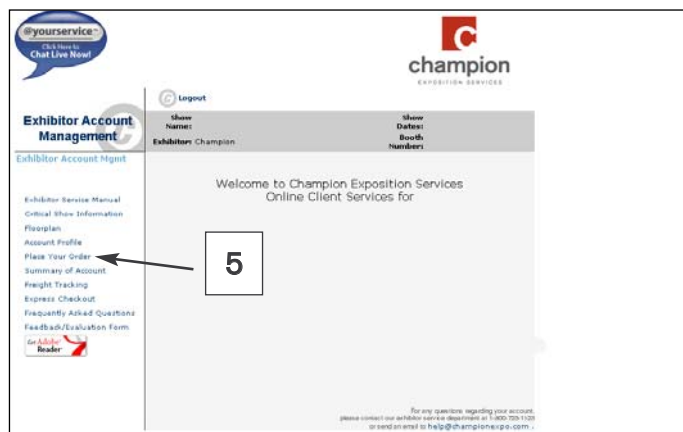 @yourservice
Click Here to
Chat Live Now!
C
champion
EXPOSITION SERVICES
Logout
Exhibitor Account
Management
Show
Name:
Show
Dates:
Exhibitor: Champion
Booth
Number:
Exhibitor Account Mgmt
Welcome to Champion Exposition Services
Online Client Services for
Exhibitor Service Manual
Critical Show Information
Floorplan
Account Profile
Place Your Order
5
Summary of Account
Freight Tracking
Express Checkout
Frequently Asked Questions
Feedback/Evaluation Form
Get Adobe
Reader
For any questions regarding your account,
please contact our exhibitor service department at
or send an email to help@championexpo.com .